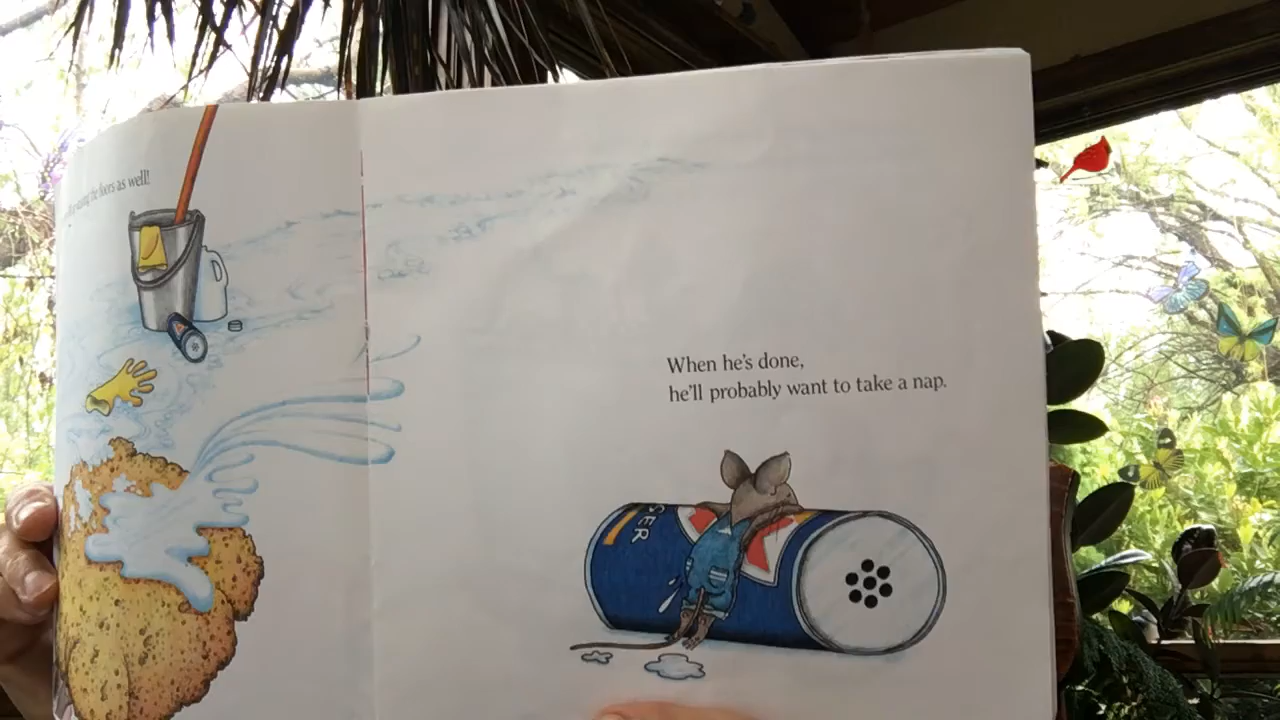 the floors as well!
When he's done,
he'll probably want to take a nap.
SER